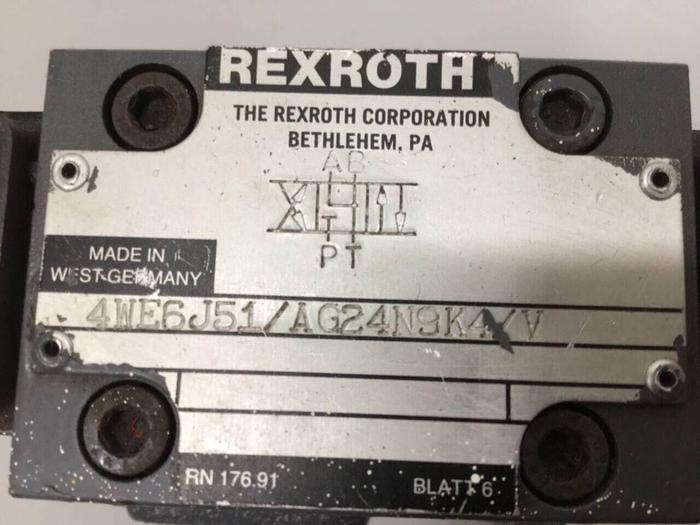 REXROTH
THE REXROTH CORPORATION
BETHLEHEM, PA
AB
PT
MADE IN
WEST-GERMANY
4WE6J51/AG24N9K4/V
RN 176.91
BLATT 6